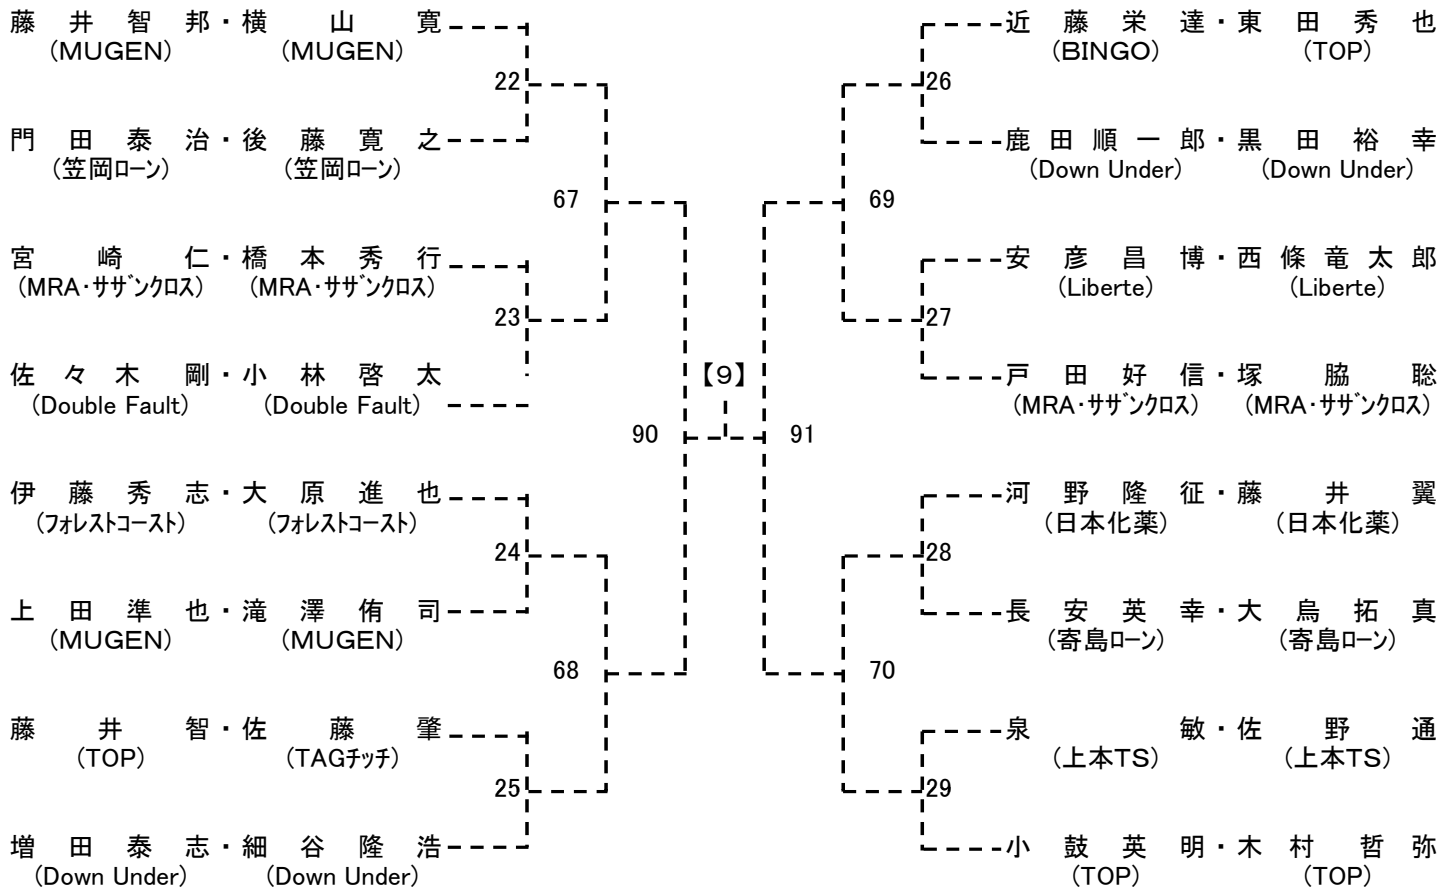 藤井智邦・横山寛
(MUGEN) (MUGEN)
22
門田泰治・後藤寛之
(笠岡ローン) (笠岡ローン)
67
宮崎仁・橋本秀行
(MRA・サザンクロス) (MRA・サザンクロス)
23
佐々木剛・小林啓太
(Double Fault) (Double Fault)
90
伊藤秀志・大原進也
(フォレストコースト) (フォレストコースト)
24
上田準也・滝澤侑司
(MUGEN) (MUGEN)
68
藤井智・佐藤肇
(TOP) (TAGチッチ)
25
増田泰志・細谷隆浩
(Down Under) (Down Under)
【9】
近藤栄達・東田秀也
(BINGO) (TOP)
26
鹿田順一郎・黒田裕幸
(Down Under) (Down Under)
69
安彦昌博・西條竜太郎
(Liberte) (Liberte)
27
戸田好信・塚脇聡
(MRA・サザンクロス) (MRA・サザンクロス)
91
河野隆征・藤井翼
(日本化薬) (日本化薬)
28
長安英幸・大烏拓真
(寄島ローン) (寄島ローン)
70
泉敏・佐野通
(上本TS) (上本TS)
29
小鼓英明・木村哲弥
(TOP) (TOP)